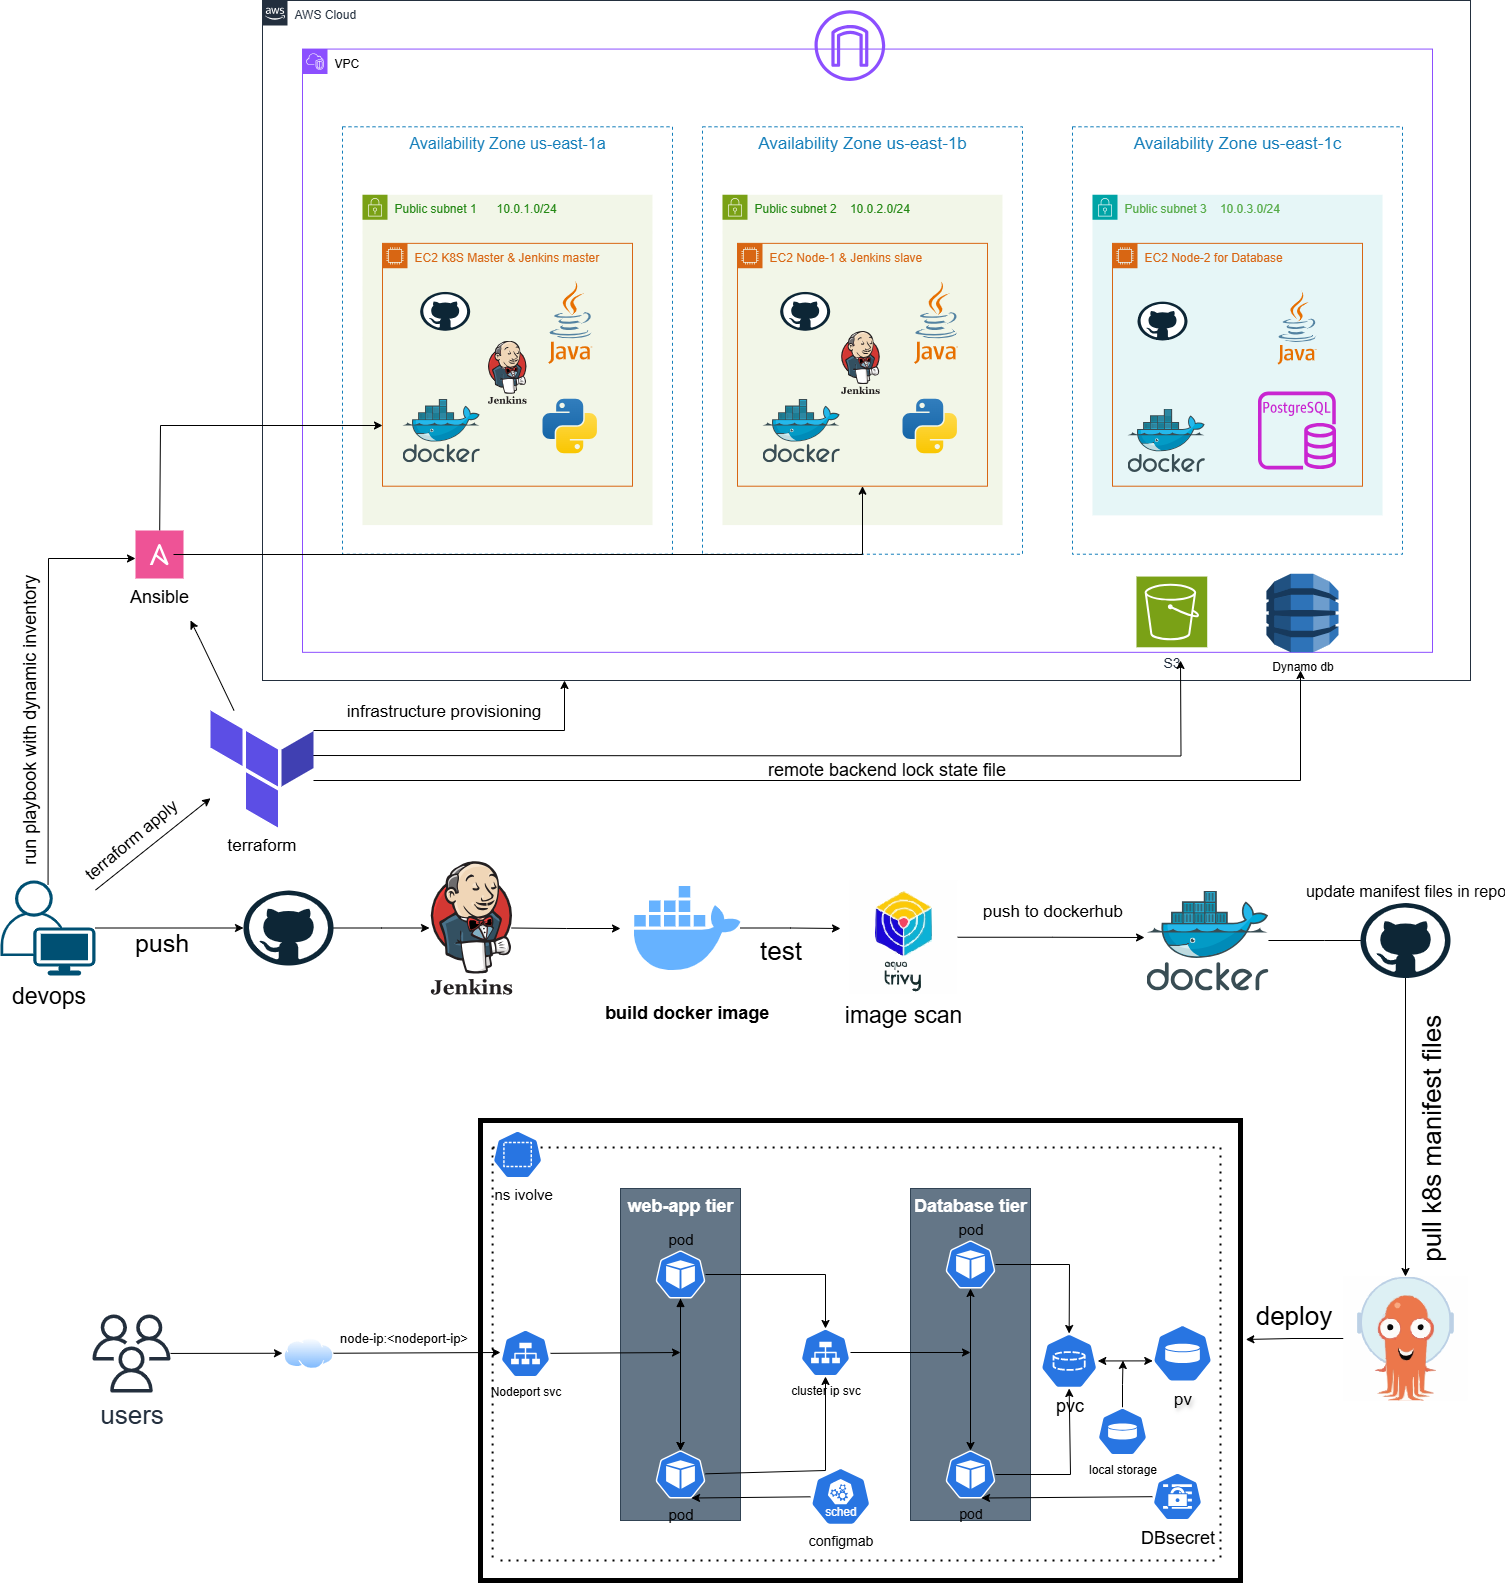 aws
AWS Cloud
VPC
Availability Zone us-east-1a
Availability Zone us-east-1b
Availability Zone us-east-1c
Public subnet 1 10.0.1.0/24
Public subnet 2 10.0.2.0/24
Public subnet 3 10.0.3.0/24
EC2 K8S Master & Jenkins master
EC2 Node-1 & Jenkins slave
EC2 Node-2 for Database
Java
Jenkins
docker
Java
Jenkins
docker
Java
PostgreSQL
docker
A
Ansible
run playbook with dynamic inventory
S3
Dynamo db
infrastructure provisioning
remote backend lock state file
terraform apply
terraform
devops
push
Jenkins
build docker image
test
aqua
trivy
image scan
push to dockerhub
docker
update manifest files in repo
pull k8s manifest files
deploy
ns ivolve
web-app tier
pod
Database tier
pod
users
node-ip:<nodeport-ip>
Nodeport svc
cluster ip svc
pvc
pv
local storage
pod
sched
configmab
pod
DBsecret